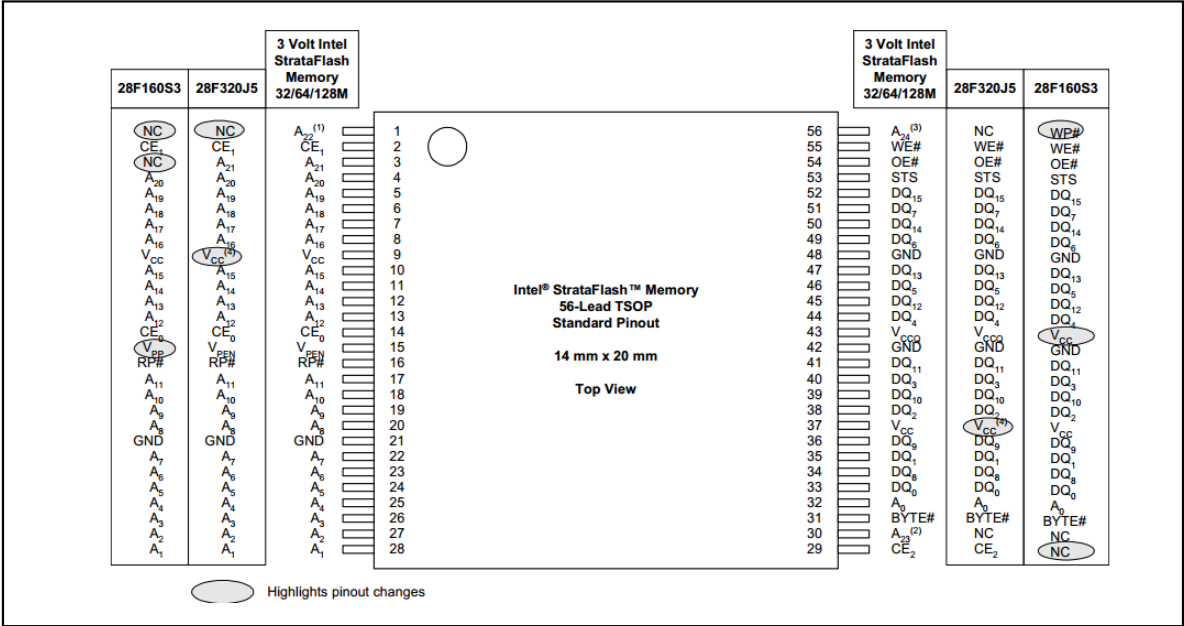 3 Volt Intel StrataFlash Memory 32/64/128M
3 Volt Intel StrataFlash Memory 32/64/128M
28F160S3 28F320J5 28F320J5 28F160S3
NC NC A22(1) 1 56 A24(3) NC WP#
CE1 CE1 CE1 2 55 WE# WE# WE#
NC A21 A21 3 54 OE# OE# OE#
A20 A20 A20 4 53 STS STS STS
A19 A19 A19 5 52 DQ15 DQ15 DQ15
A18 A18 A18 6 51 DQ7 DQ7 DQ7
A17 A17 A17 7 50 DQ14 DQ14 DQ14
A16 A16 A16 8 49 DQ6 DQ6 DQ6
VCC VCC(4) VCC 9 48 GND GND GND
A15 A15 A15 10 47 DQ13 DQ13 DQ13
A14 A14 A14 11 46 DQ5 DQ5 DQ5
A13 A13 A13 12 45 DQ12 DQ12 DQ12
A12 A12 A12 13 44 DQ4 DQ4 DQ4
CE0 CE0 CE0 14 43 VCCQ VCCQ VCC
VPP VPEN VPEN 15 42 GND GND GND
RP# RP# RP# 16 41 DQ11 DQ11 DQ11
A11 A11 A11 17 40 DQ3 DQ3 DQ3
A10 A10 A10 18 39 DQ10 DQ10 DQ10
A9 A9 A9 19 38 DQ2 DQ2 DQ2
A8 A8 A8 20 37 VCC VCC(4) VCC
GND GND GND 21 36 DQ9 DQ9 DQ9
A7 A7 A7 22 35 DQ1 DQ1 DQ1
A6 A6 A6 23 34 DQ8 DQ8 DQ8
A5 A5 A5 24 33 DQ0 DQ0 DQ0
A4 A4 A4 25 32 A0 A0 A0
A3 A3 A3 26 31 BYTE# BYTE# BYTE#
A2 A2 A2 27 30 A23(2) NC NC
A1 A1 A1 28 29 CE2 CE2 NC
Intel® StrataFlash™ Memory
56-Lead TSOP
Standard Pinout
14 mm x 20 mm
Top View
Highlights pinout changes